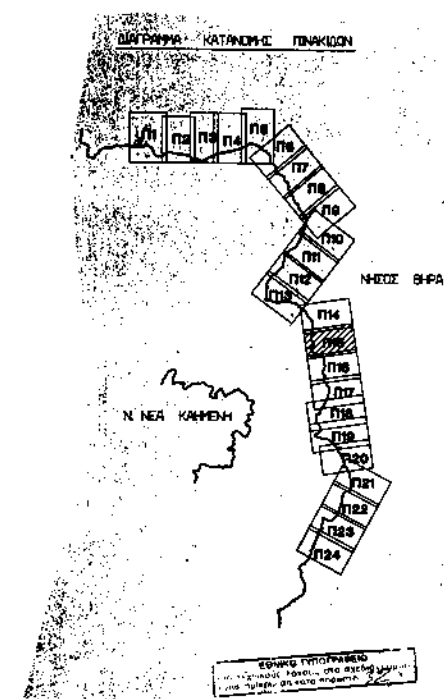 ΔΙΑΓΡΑΜΜΑ ΚΑΤΑΝΟΜΗΣ ΠΙΝΑΚΙΔΩΝ
Π1
Π2
Π3
Π4
Π5
Π6
Π7
Π8
Π9
Π10
Π11
Π12
Π13
ΝΗΣΟΣ ΘΗΡΑ
Π14
Π15
Π16
Π17
Π18
Π19
Π20
Ν. ΝΕΑ ΚΑΗΜΕΝΗ
Π21
Π22
Π23
Π24
ΕΘΝΙΚΟ ΤΥΠΟΓΡΑΦΕΙΟ